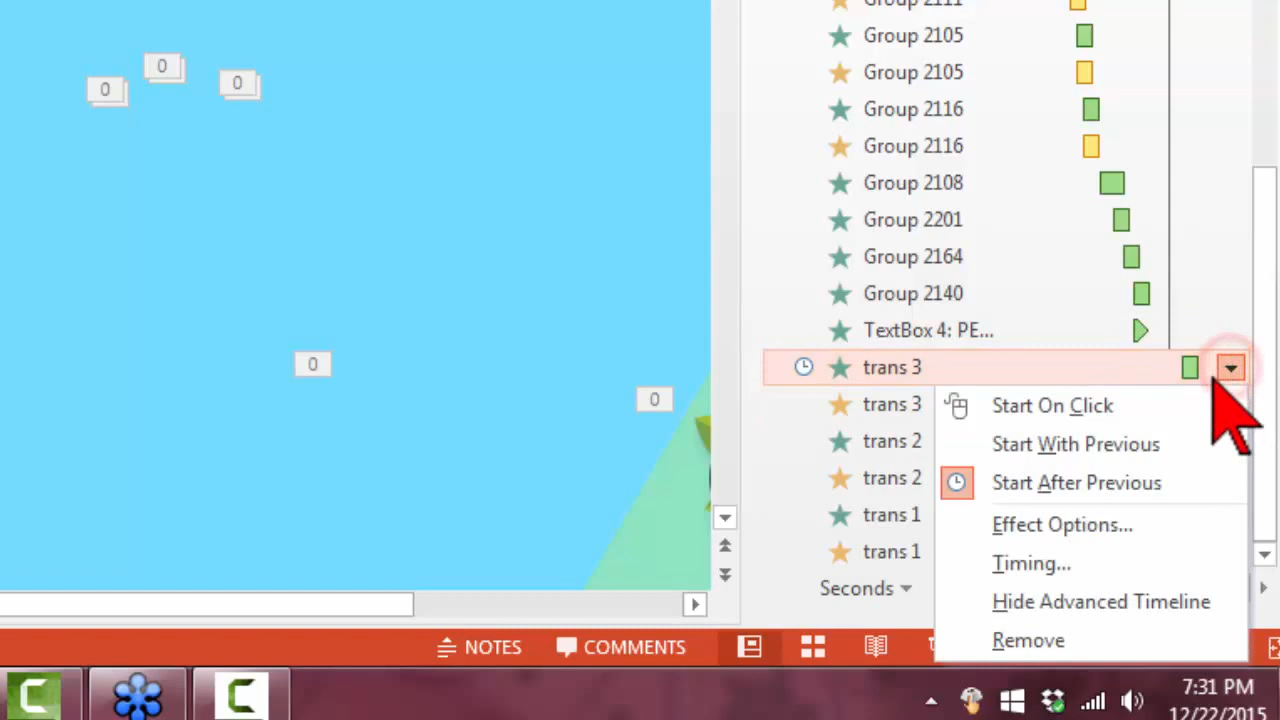 Group 2111
Group 2105
Group 2105
Group 2116
Group 2116
Group 2108
Group 2201
Group 2164
Group 2140
TextBox 4: PE...
trans 3
trans 3
trans 2
trans 2
trans 1
trans 1
Seconds
0
0
0
0
0
Start On Click
Start With Previous
Start After Previous
Effect Options...
Timing...
Hide Advanced Timeline
Remove
NOTES
COMMENTS
7:31 PM
12/22/2015